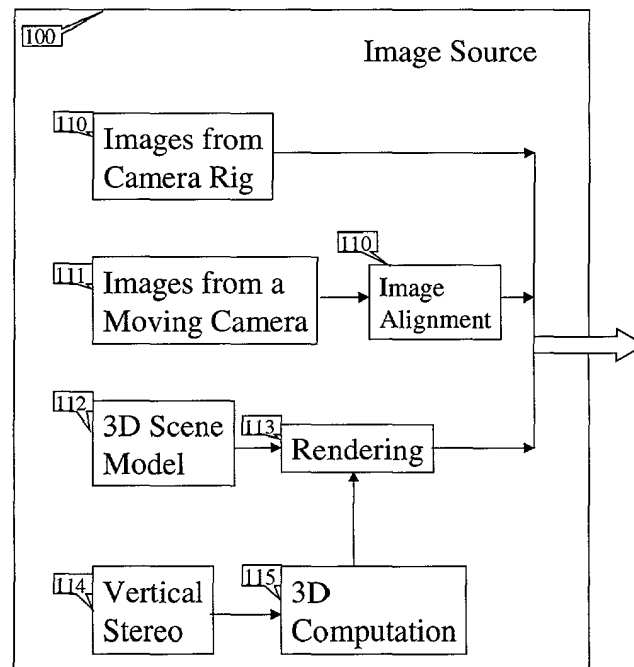 100
Image Source
110
Images from
Camera Rig
111
Images from a
Moving Camera
110
Image
Alignment
112
3D Scene
Model
113
Rendering
114
Vertical
Stereo
115
3D
Computation